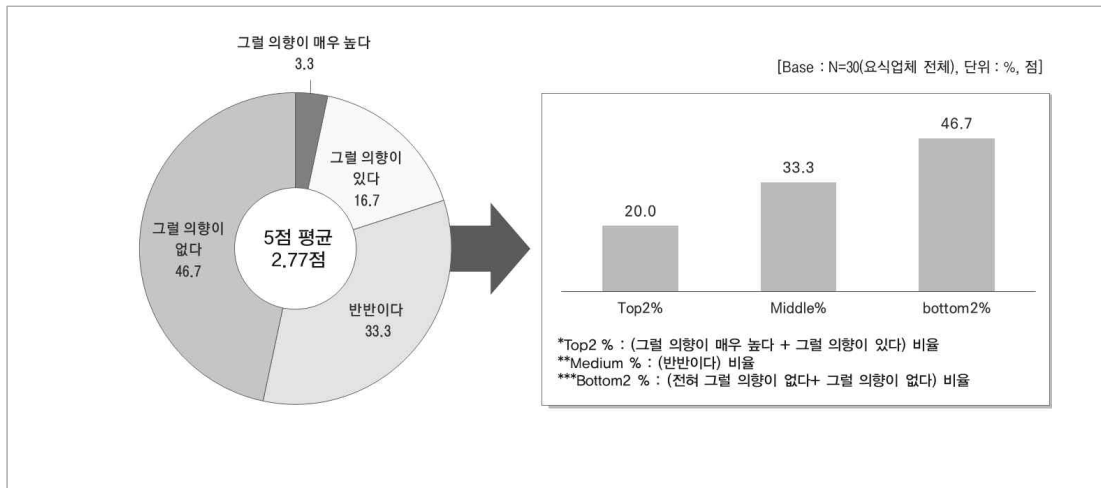 그럴 의향이 매우 높다
3.3
그럴 의향이
있다
16.7
그럴 의향이
없다
46.7
5점 평균
2.77점
반반이다
33.3
[Base : N=30(요식업체 전체), 단위 : %, 점]
20.0
33.3
46.7
Top2%
Middle%
bottom2%
*Top2 % : (그럴 의향이 매우 높다 + 그럴 의향이 있다) 비율
**Medium % : (반반이다) 비율
***Bottom2 % : (전혀 그럴 의향이 없다+ 그럴 의향이 없다) 비율